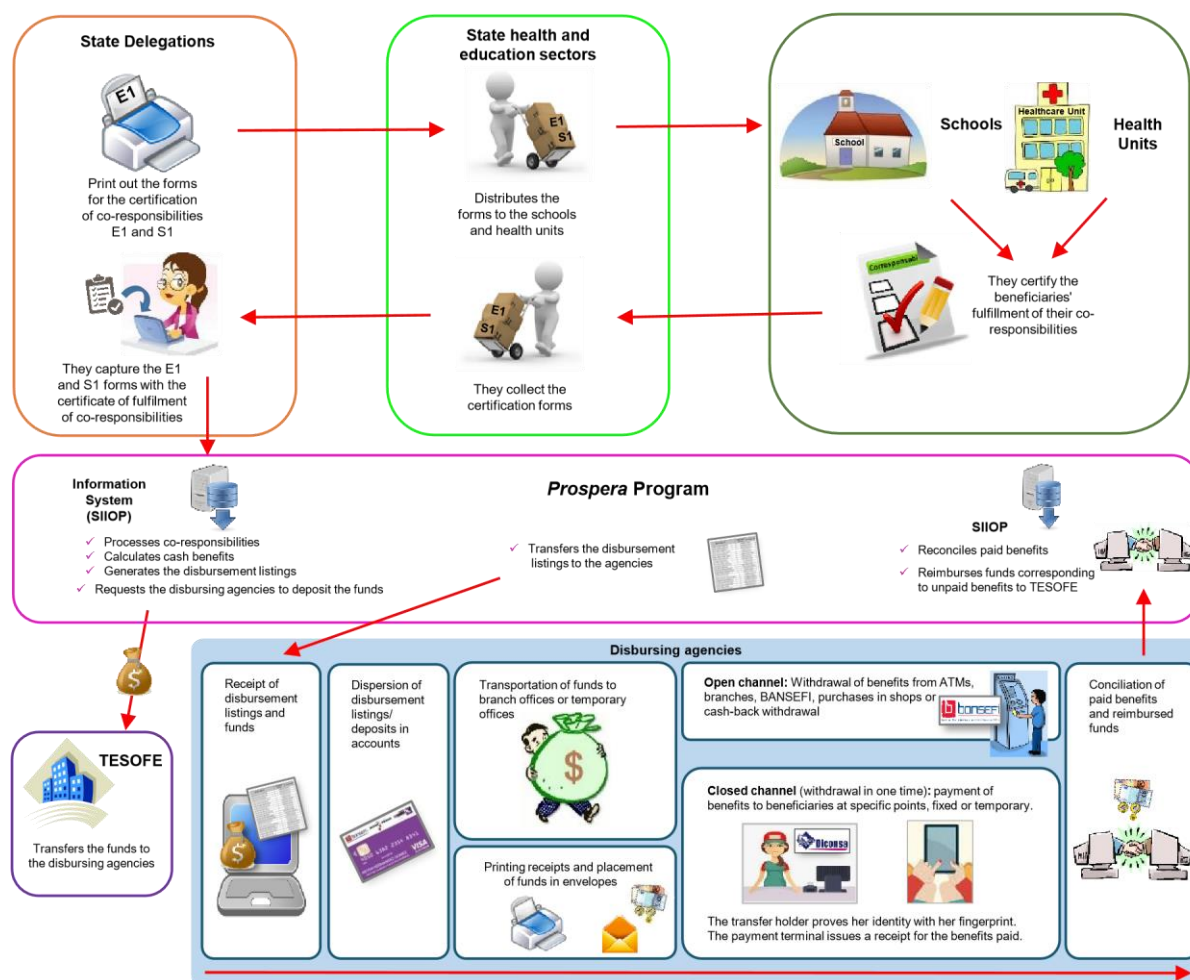 State Delegations
E1
Print out the forms
for the certification
of co-responsibilities
E1 and S1
They capture the E1
and S1 forms with the
certificate of fulfilment
of co-responsibilities
State health and
education sectors
E1
S1
Distributes the
forms to the schools
and health units
E1
S1
They collect the
certification forms
School
Schools
Healthcare Unit
Health
Units
Corresponsabi
They certify the
beneficiaries'
fulfillment of their co-
responsibilities
Information
System
(SIIOP)
Processes co-responsibilities
Calculates cash benefits
Generates the disbursement listings
Requests the disbursing agencies to deposit the funds
Prospera Program
Transfers the disbursement
listings to the agencies
SIIOP
Reconciles paid benefits
Reimburses funds corresponding
to unpaid benefits to TESOFE
TESOFE
Transfers the funds to
the disbursing agencies
Disbursing agencies
Receipt of
disbursement
listings and
funds
Dispersion of
disbursement
listings/
deposits in
accounts
VISA
Transportation of funds to
branch offices or temporary
offices
Printing receipts and placement
of funds in envelopes
Open channel: Withdrawal of benefits from ATMs,
branches, BANSEFI, purchases in shops or
cash-back withdrawal
bansefi
Closed channel (withdrawal in one time): payment of
benefits to beneficiaries at specific points, fixed or temporary.
Diconsa
The transfer holder proves her identity with her fingerprint.
The payment terminal issues a receipt for the benefits paid.
Conciliation of
paid benefits
and reimbursed
funds